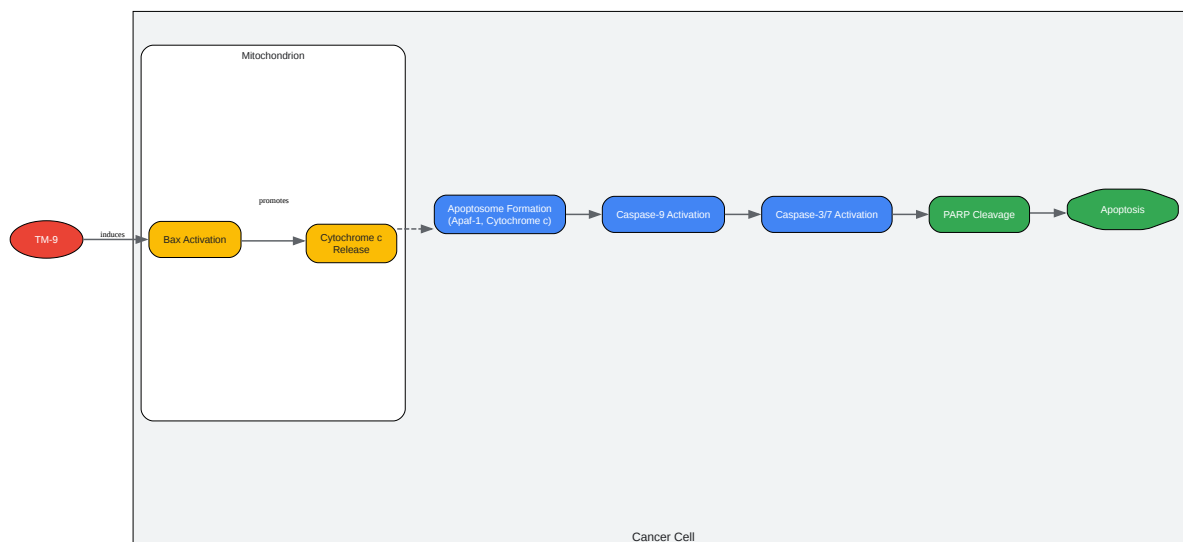 Mitochondrion
promotes
TM-9
induces
Bax Activation
Cytochrome c
Release
Apoptosome Formation
(Apaf-1, Cytochrome c)
Caspase-9 Activation
Caspase-3/7 Activation
PARP Cleavage
Apoptosis
Cancer Cell